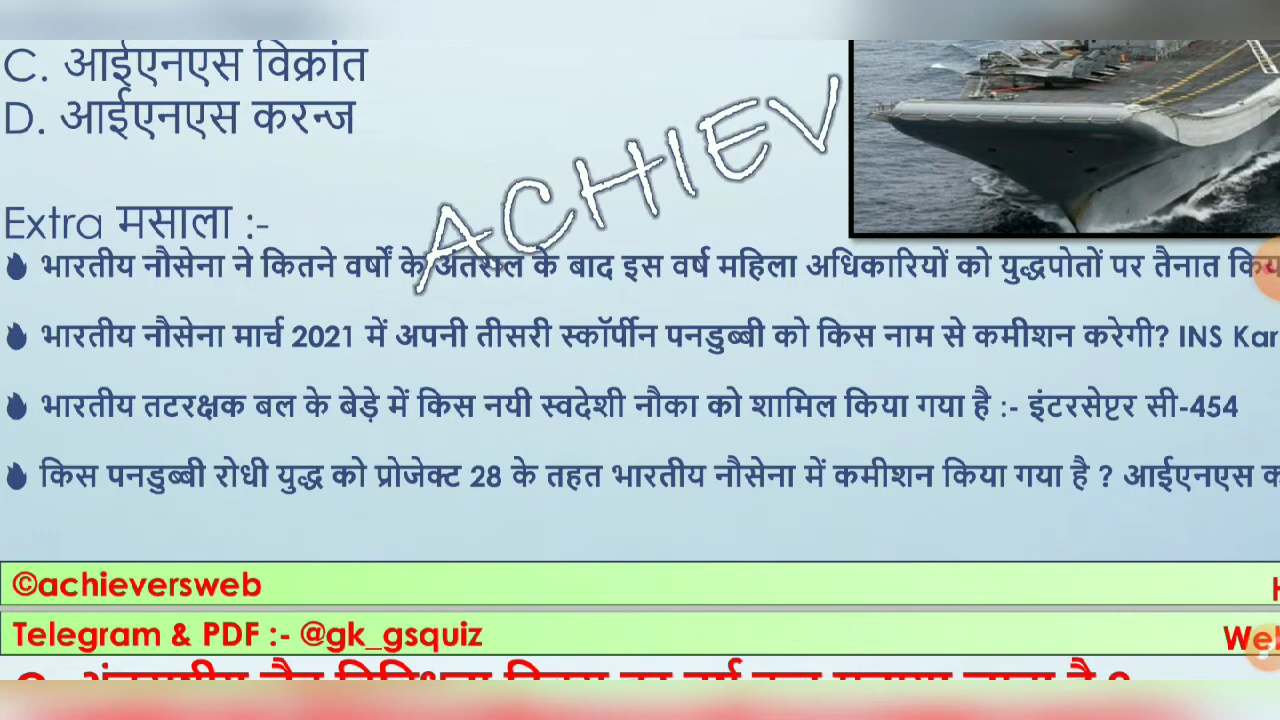 C. आईएनएस विक्रांत
D. आईएनएस करन्ज
ACHIEV
Extra मसाला :-
भारतीय नौसेना ने कितने वर्षों के अंतराल के बाद इस वर्ष महिला अधिकारियों को युद्धपोतों पर तैनात
भारतीय नौसेना मार्च 2021 में अपनी तीसरी स्कॉर्पीन पनडुब्बी को किस नाम से कमीशन करेगी? INS Kar
भारतीय तटरक्षक बल के बेड़े में किस नयी स्वदेशी नौका को शामिल किया गया है :- इंटरसेप्टर सी-454
किस पनडुब्बी रोधी युद्ध को प्रोजेक्ट 28 के तहत भारतीय नौसेना में कमीशन किया गया है ? आईएनएस
©achieversweb
Telegram & PDF :- @gk_gsquiz